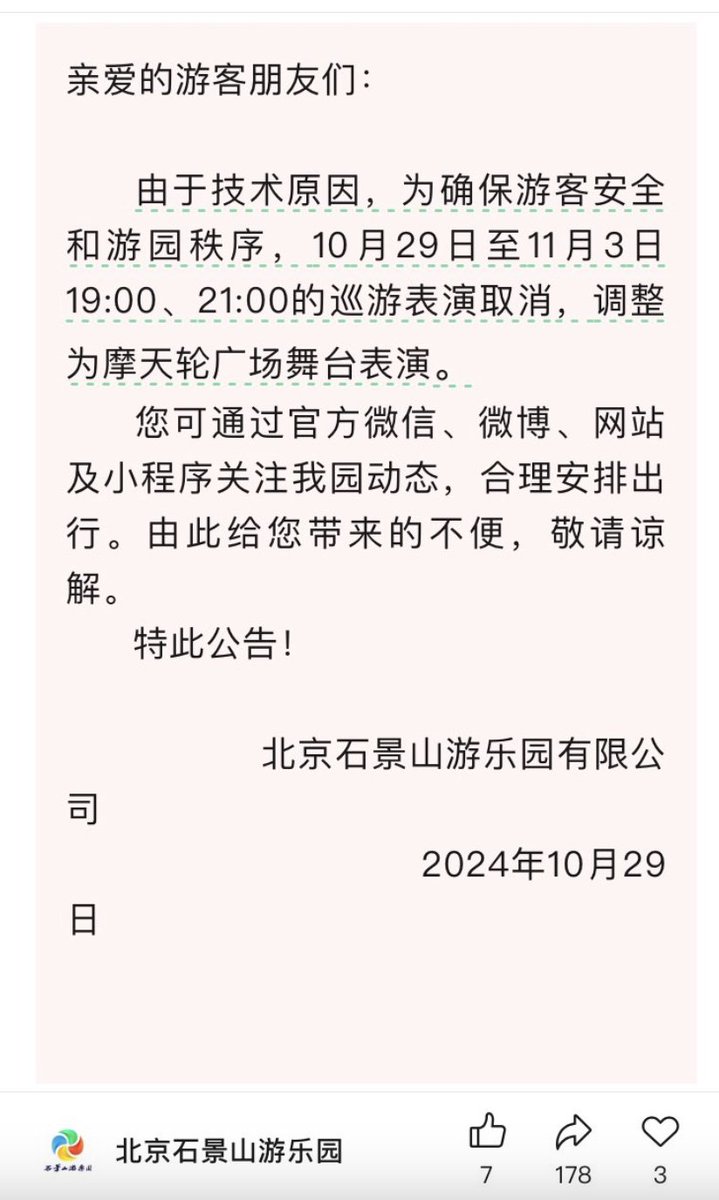 亲爱的游客朋友们：
由于技术原因，为确保游客安全
和游园秩序，10月29日至11月3日
19:00、21:00的巡游表演取消，调整
为摩天轮广场舞台表演。
您可通过官方微信、微博、网站
及小程序关注我园动态，合理安排出
行。由此给您带来的不便，敬请谅
解。
特此公告！
北京石景山游乐园有限公
司
2024年10月29
日
石景山游乐园
北京石景山游乐园
7
178
3